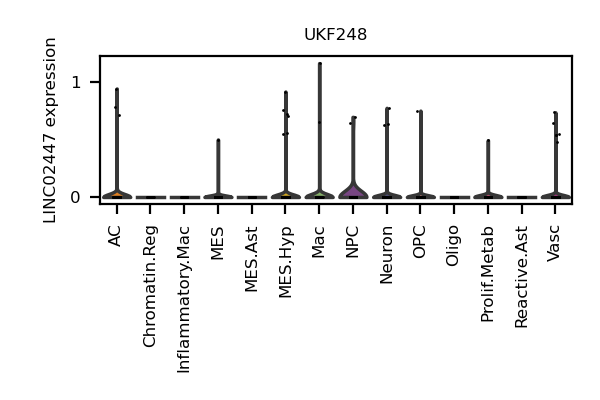 UKF248
LINC02447 expression
1
0
AC
Chromatin.Reg
Inflammatory.Mac
MES
MES.Ast
MES.Hyp
Mac
NPC
Neuron
OPC
Oligo
Prolif.Metab
Reactive.Ast
Vasc